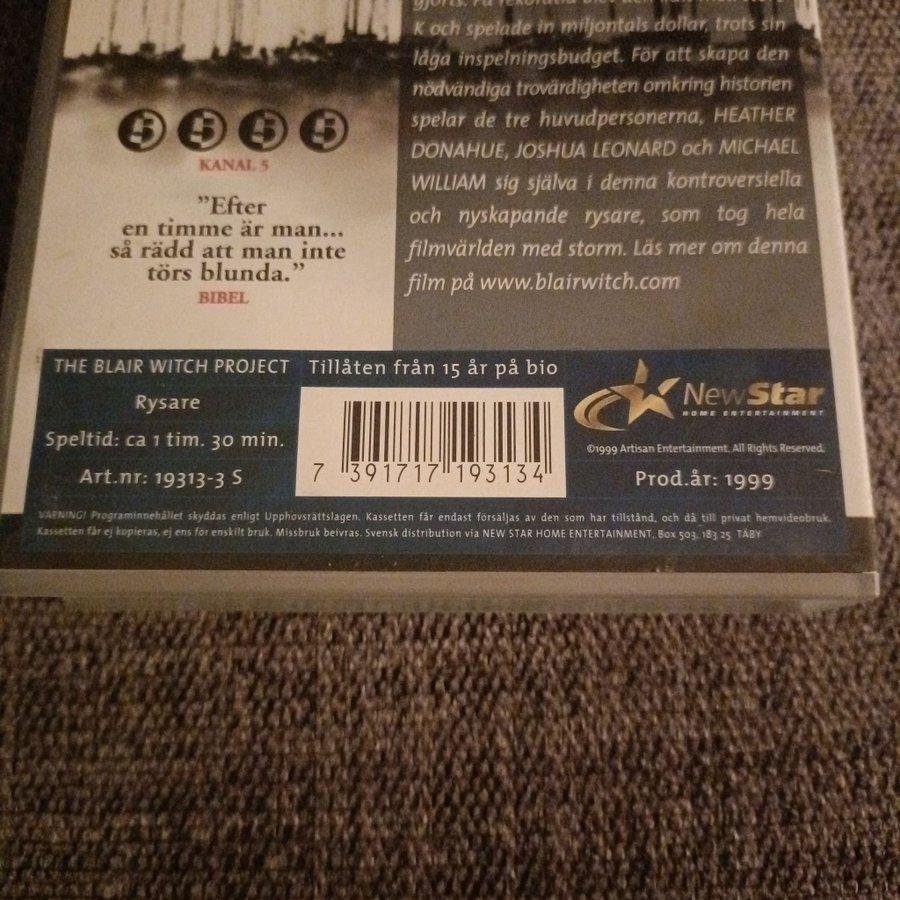 K och spelade in miljontals dollar, trots sin
låga inspelningsbudget. För att skapa den
nödvändiga trovärdigheten omkring historien
spelar de tre huvudpersonerna, HEATHER
DONAHUE, JOSHUA LEONARD och MICHAEL
WILLIAM sig själva i denna kontroversiella
och nyskapande rysare, som tog hela
filmvärlden med storm. Läs mer om denna
film på www.blairwitch.com
5 5 5 5
KANAL 5
"Efter
en timme är man...
så rädd att man inte
törs blunda."
BIBEL
THE BLAIR WITCH PROJECT
Rysare
Speltid: ca 1 tim. 30 min.
Art.nr: 19313-3 S
Tillåten från 15 år på bio
7 391717 193134
NewStar
HOME ENTERTAINMENT
©1999 Artisan Entertainment. All Rights Reserved.
Prod.år: 1999
VARNING! Programinnehållet skyddas enligt Upphovsrättslagen. Kassetten får endast försäljas av den som har tillstånd, och då till privat hemvideobruk.
Kassetten får ej kopieras, ej ens för enskilt bruk. Missbruk beivras. Svensk distribution via NEW STAR HOME ENTERTAINMENT, Box 503, 183 25 TÄBY